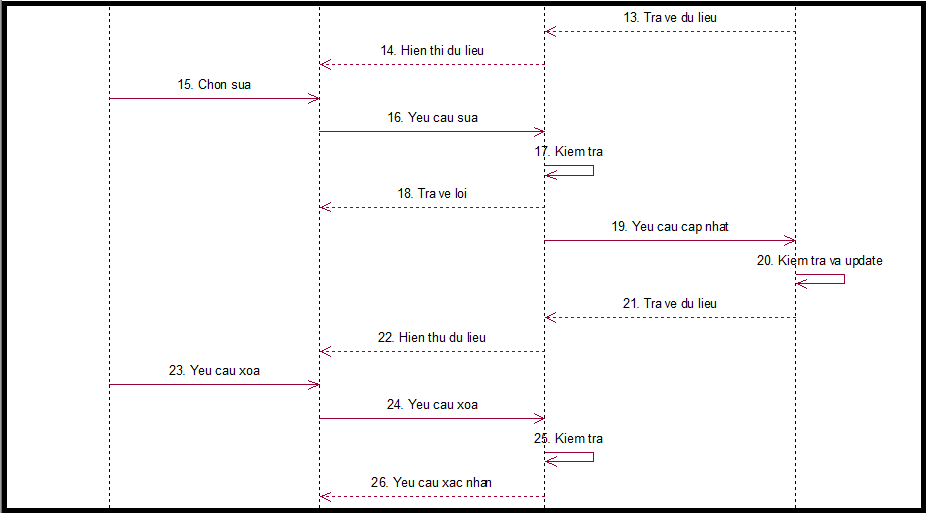 13. Tra ve du lieu
14. Hien thi du lieu
15. Chon sua
16. Yeu cau sua
17. Kiem tra
18. Tra ve loi
19. Yeu cau cap nhat
20. Kiem tra va update
21. Tra ve du lieu
22. Hien thu du lieu
23. Yeu cau xoa
24. Yeu cau xoa
25. Kiem tra
26. Yeu cau xac nhan